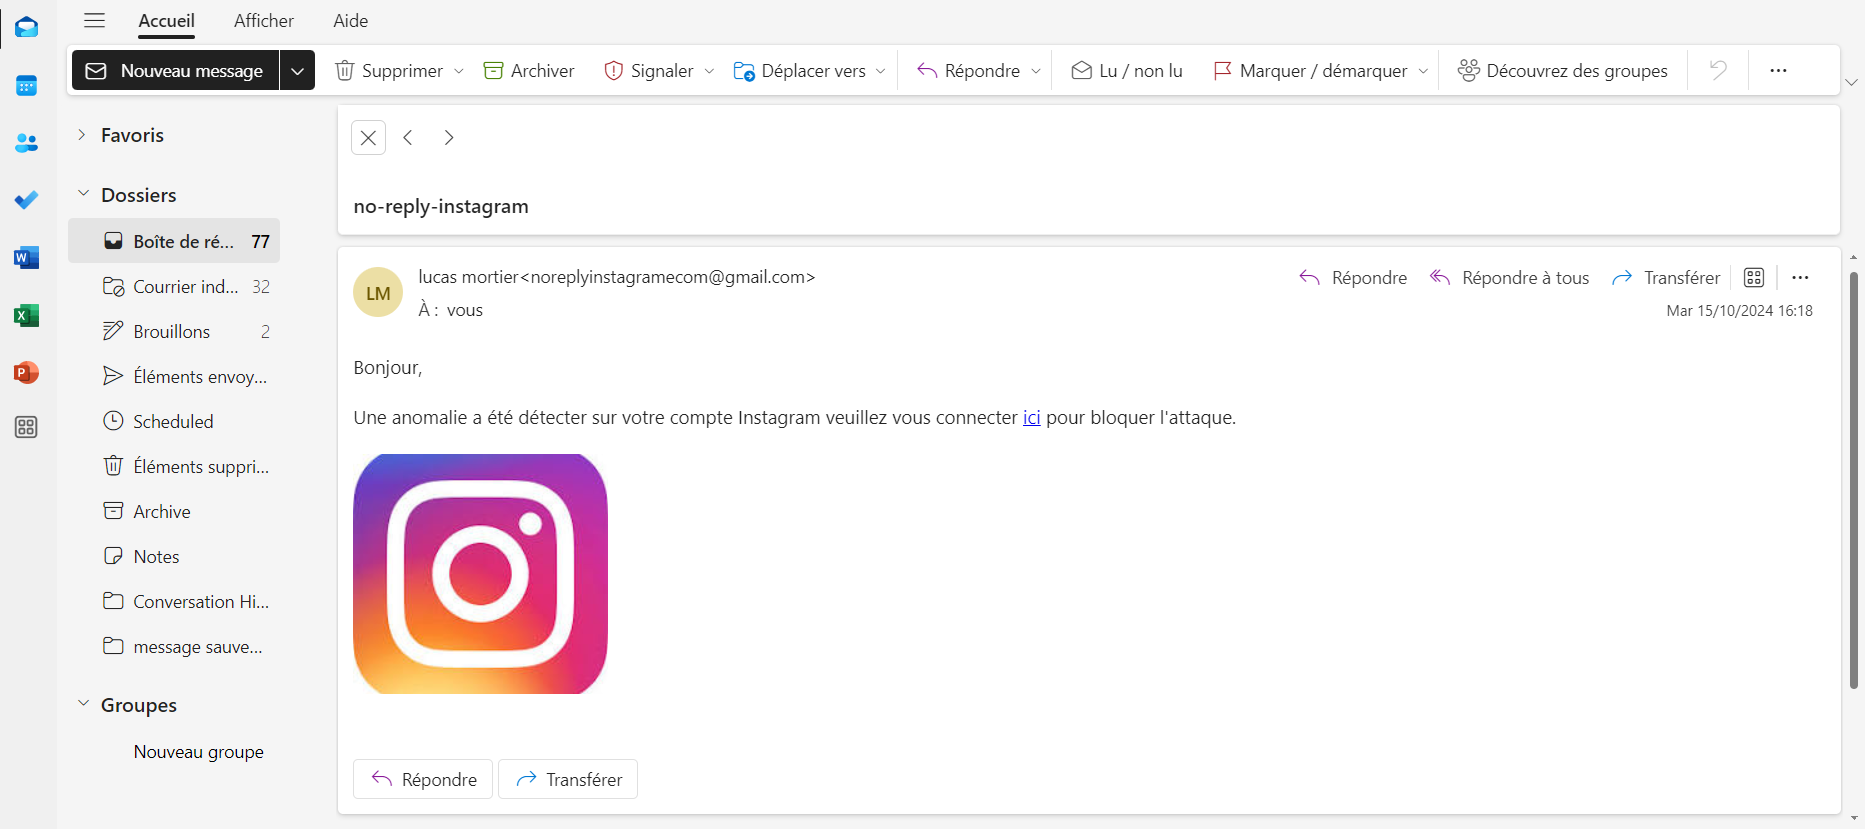 Accueil Afficher Aide
Nouveau message Supprimer Archiver Signaler Déplacer vers Répondre Lu / non lu Marquer / démarquer Découvrez des groupes
Favoris
Dossiers
Boîte de ré... 77
Courrier ind... 32
Brouillons 2
Éléments envoy...
Scheduled
Éléments suppri...
Archive
Notes
Conversation Hi...
message sauve...
Groupes
Nouveau groupe
no-reply-instagram
LM
lucas mortier<noreplyinstagramecom@gmail.com>
À : vous
Répondre Répondre à tous Transférer
Mar 15/10/2024 16:18
Bonjour,
Une anomalie a été détecter sur votre compte Instagram veuillez vous connecter ici pour bloquer l'attaque.
Répondre Transférer